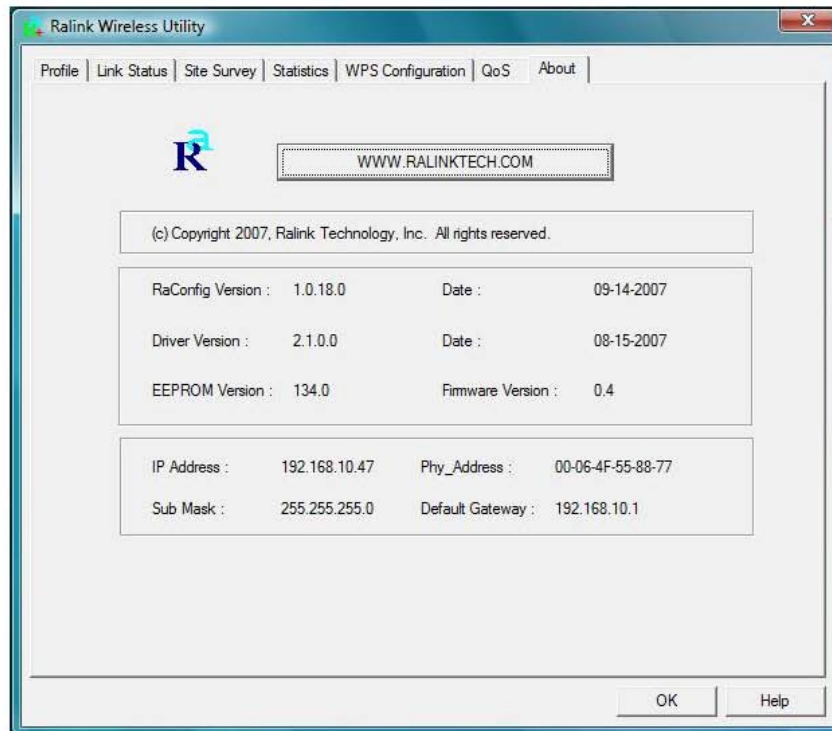 Ralink Wireless Utility
Profile Link Status Site Survey Statistics WPS Configuration QoS About
Ra
WWW.RALINKTECH.COM
(c) Copyright 2007, Ralink Technology, Inc. All rights reserved.
RaConfig Version : 1.0.18.0 Date : 09-14-2007
Driver Version : 2.1.0.0 Date : 08-15-2007
EEPROM Version : 134.0 Firmware Version : 0.4
IP Address : 192.168.10.47 Phy_Address : 00-06-4F-55-88-77
Sub Mask : 255.255.255.0 Default Gateway : 192.168.10.1
OK Help